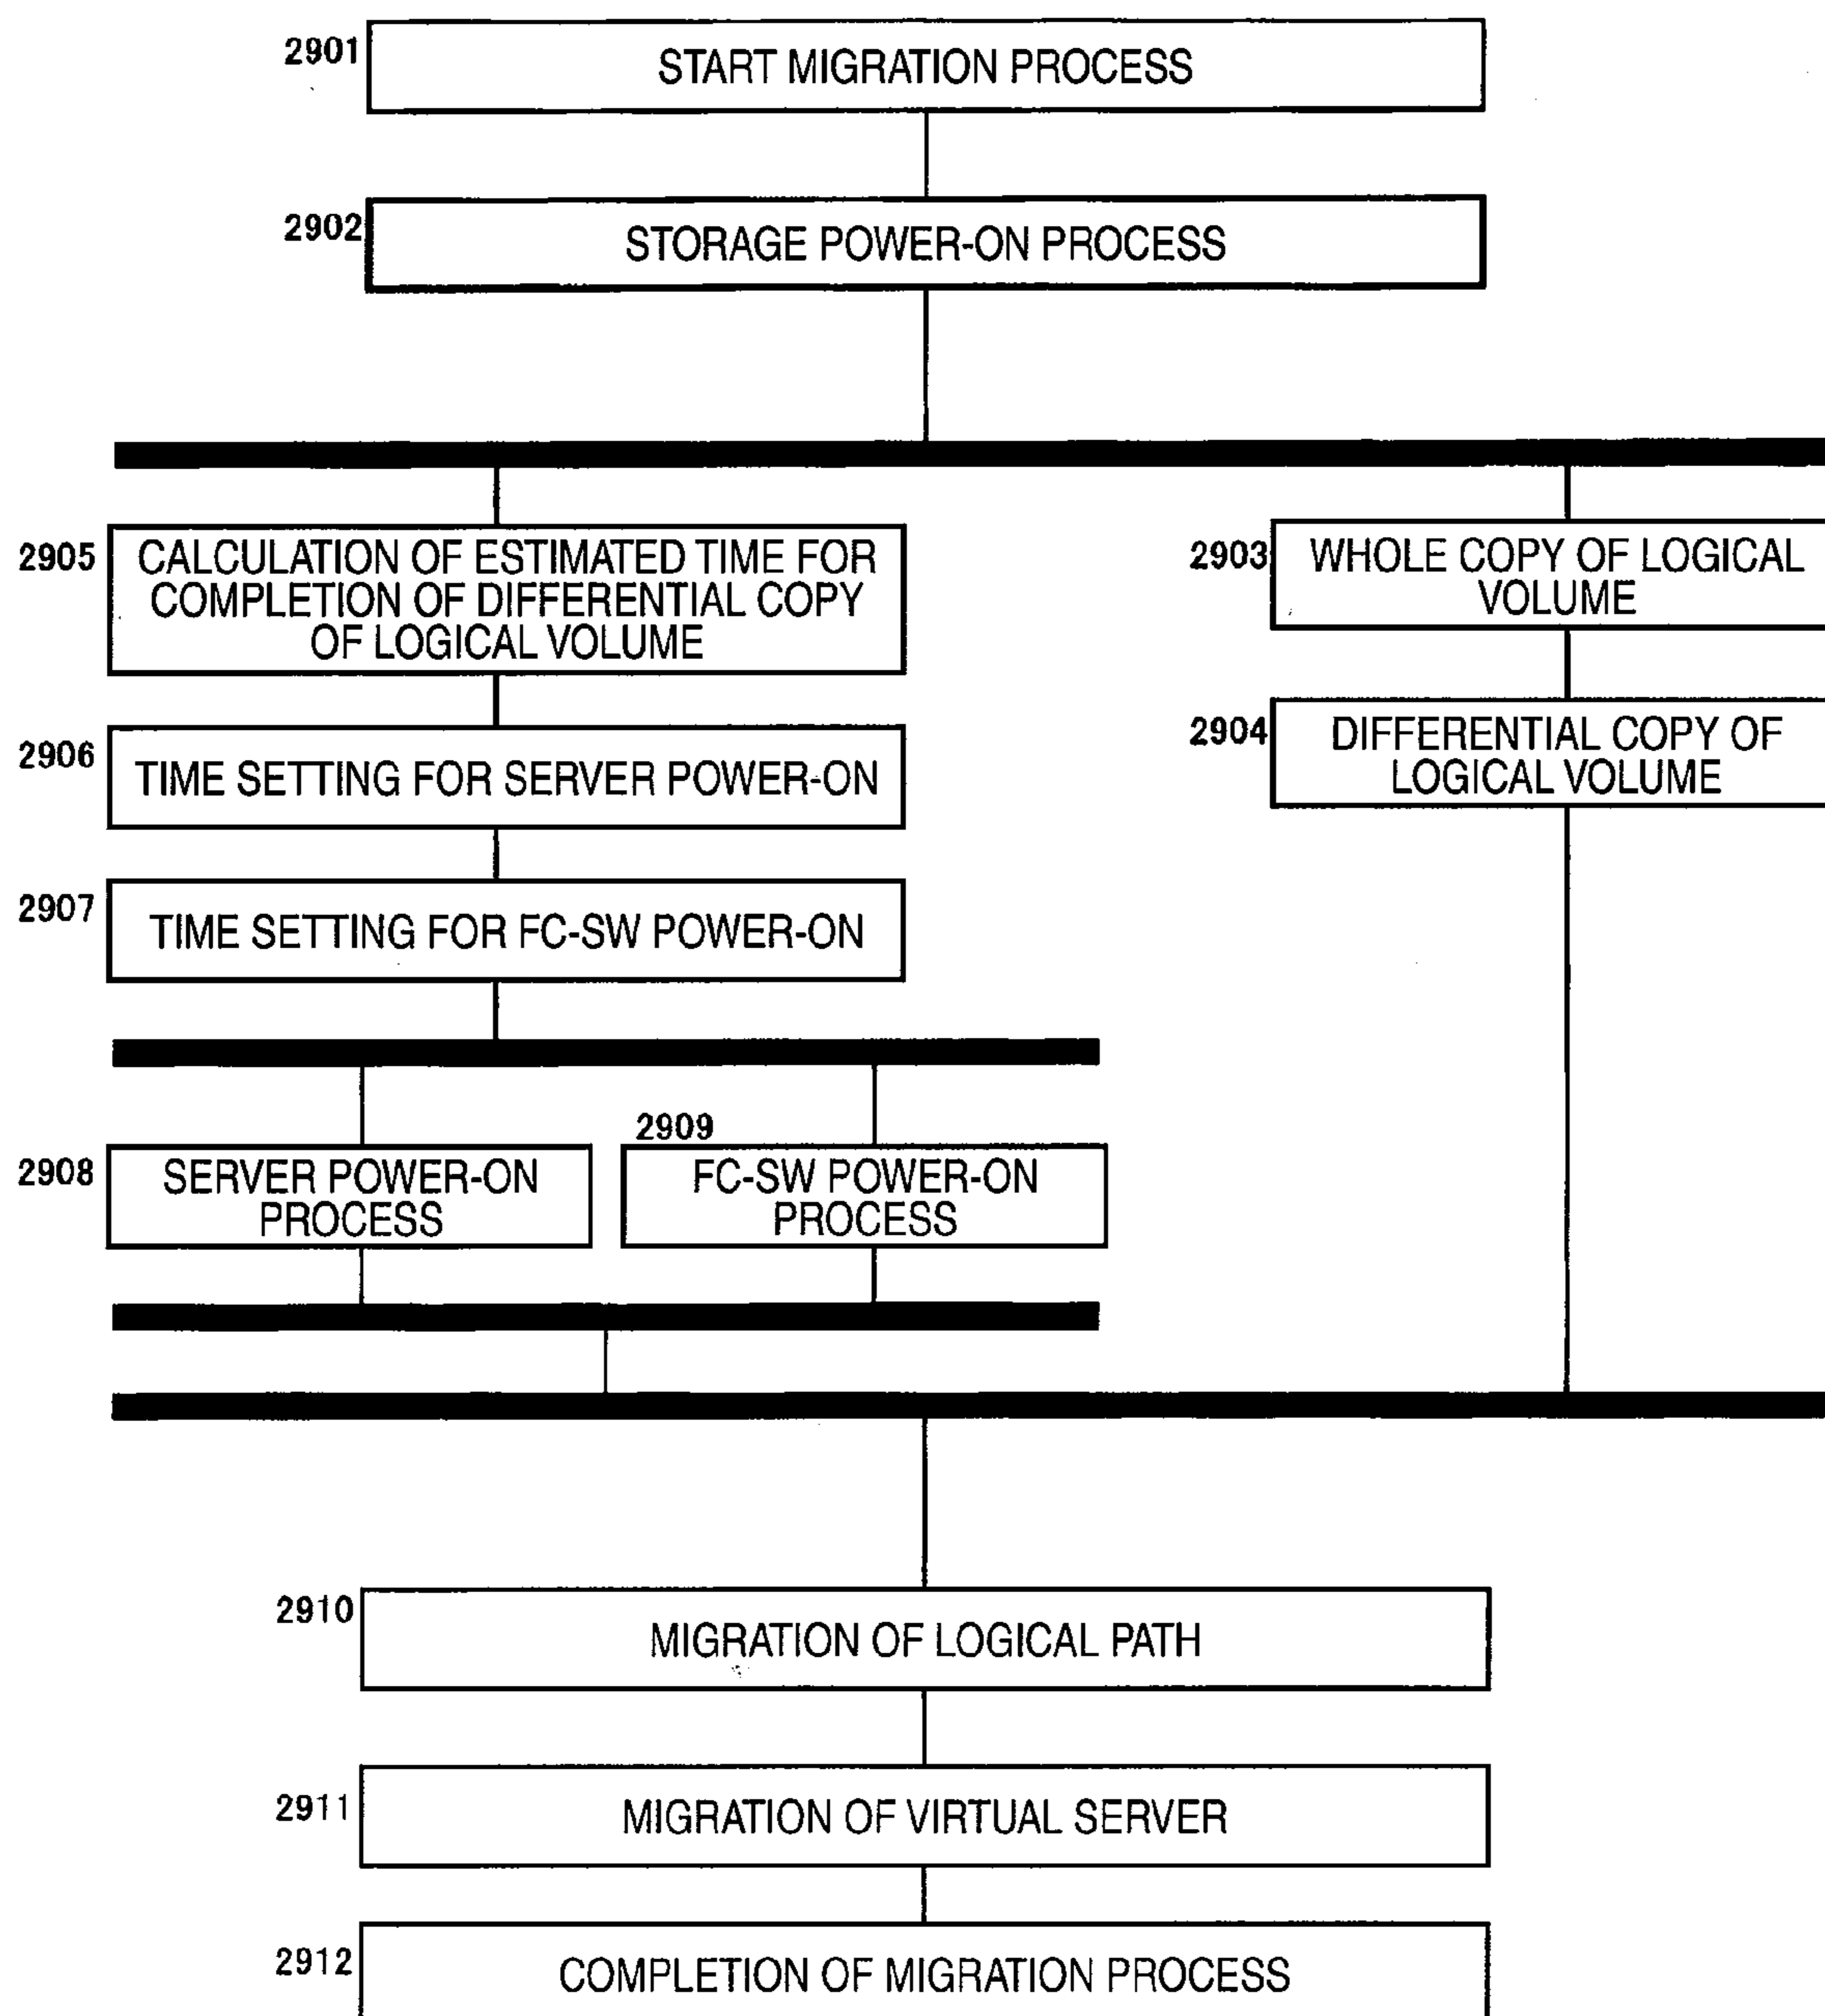 2901
START MIGRATION PROCESS
2902
STORAGE POWER-ON PROCESS
2905
CALCULATION OF ESTIMATED TIME FOR
COMPLETION OF DIFFERENTIAL COPY
OF LOGICAL VOLUME
2903
WHOLE COPY OF LOGICAL
VOLUME
2906
TIME SETTING FOR SERVER POWER-ON
2904
DIFFERENTIAL COPY OF
LOGICAL VOLUME
2907
TIME SETTING FOR FC-SW POWER-ON
2908
SERVER POWER-ON
PROCESS
2909
FC-SW POWER-ON
PROCESS
2910
MIGRATION OF LOGICAL PATH
2911
MIGRATION OF VIRTUAL SERVER
2912
COMPLETION OF MIGRATION PROCESS